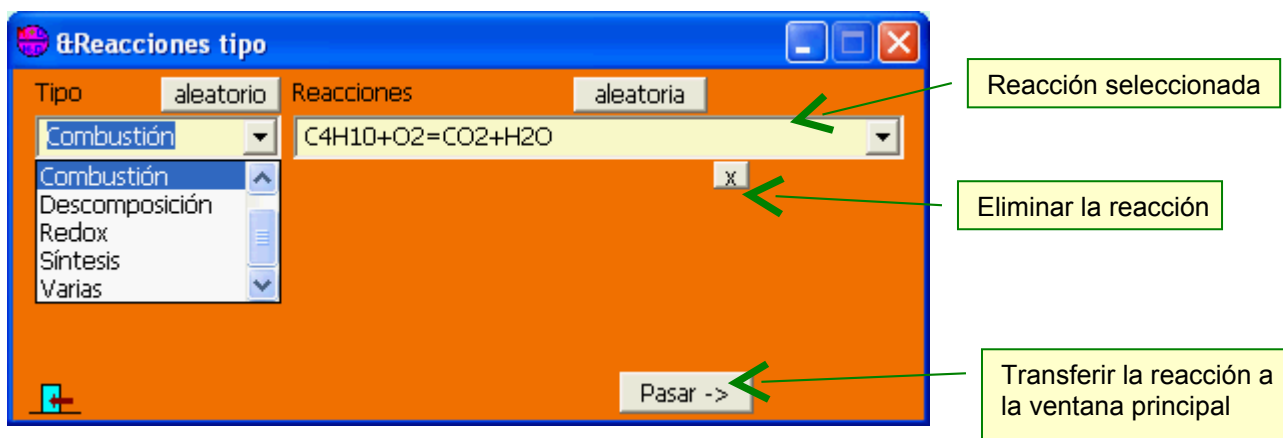 &Reacciones tipo
Tipo aleatorio Reacciones aleatoria
Combustión C4H10+O2=CO2+H2O
Reacción seleccionada
Combustión x
Descomposición
Redox
Síntesis
Varias
Eliminar la reacción
Pasar ->
Transferir la reacción a
la ventana principal